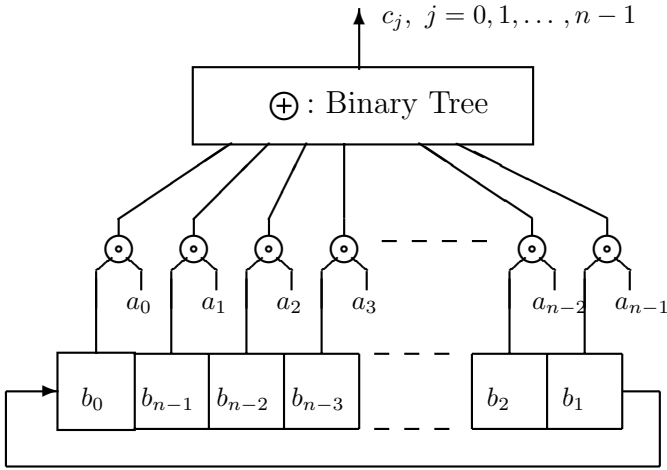 c_j, j = 0, 1, . . . , n − 1
⊕ : Binary Tree
a_0 a_1 a_2 a_3 a_{n−2} a_{n−1}
b_0 b_{n−1} b_{n−2} b_{n−3} b_2 b_1